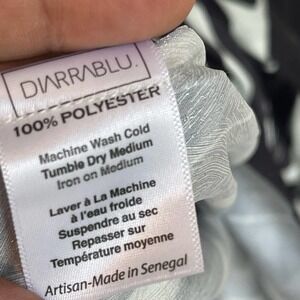 DIARRABLU.
100% POLYESTER
Machine Wash Cold
Tumble Dry Medium
Iron on Medium
Laver à La Machine
à l'eau froide
Suspendre au sec
Repasser sur
Température moyenne
Artisan-Made in Senegal